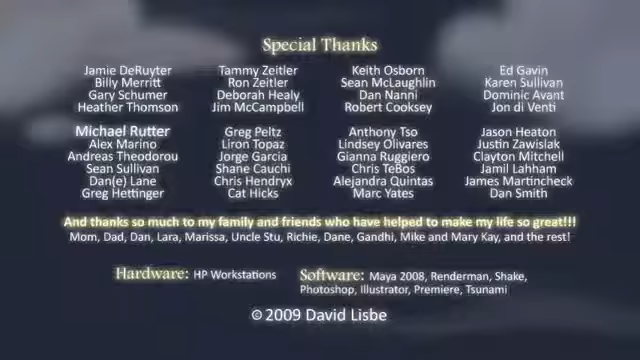 Special Thanks
Jamie DeRuyter Tammy Zeitler Keith Osborn Ed Gavin
Billy Merritt Ron Zeitler Sean McLaughlin Karen Sullivan
Gary Schumer Deborah Healy Dan Nanni Dominic Avant
Heather Thomson Jim McCampbell Robert Cooksey Jon di Venti
Michael Rutter Greg Peltz Anthony Tso Jason Heaton
Alex Marino Liron Topaz Lindsey Olivares Justin Zawislak
Andreas Theodorou Jorge Garcia Gianna Ruggiero Clayton Mitchell
Sean Sullivan Shane Cauchi Chris TeBos Jamil Lahham
Dan(e) Lane Chris Hendryx Alejandra Quintas James Martincheck
Greg Hettinger Cat Hicks Marc Yates Dan Smith
And thanks so much to my family and friends who have helped to make my life so great!!!
Mom, Dad, Dan, Lara, Marissa, Uncle Stu, Richie, Dane, Gandhi, Mike and Mary Kay, and the rest!
Hardware: HP Workstations Software: Maya 2008, Renderman, Shake,
Photoshop, Illustrator, Premiere, Tsunami
© 2009 David Lisbe